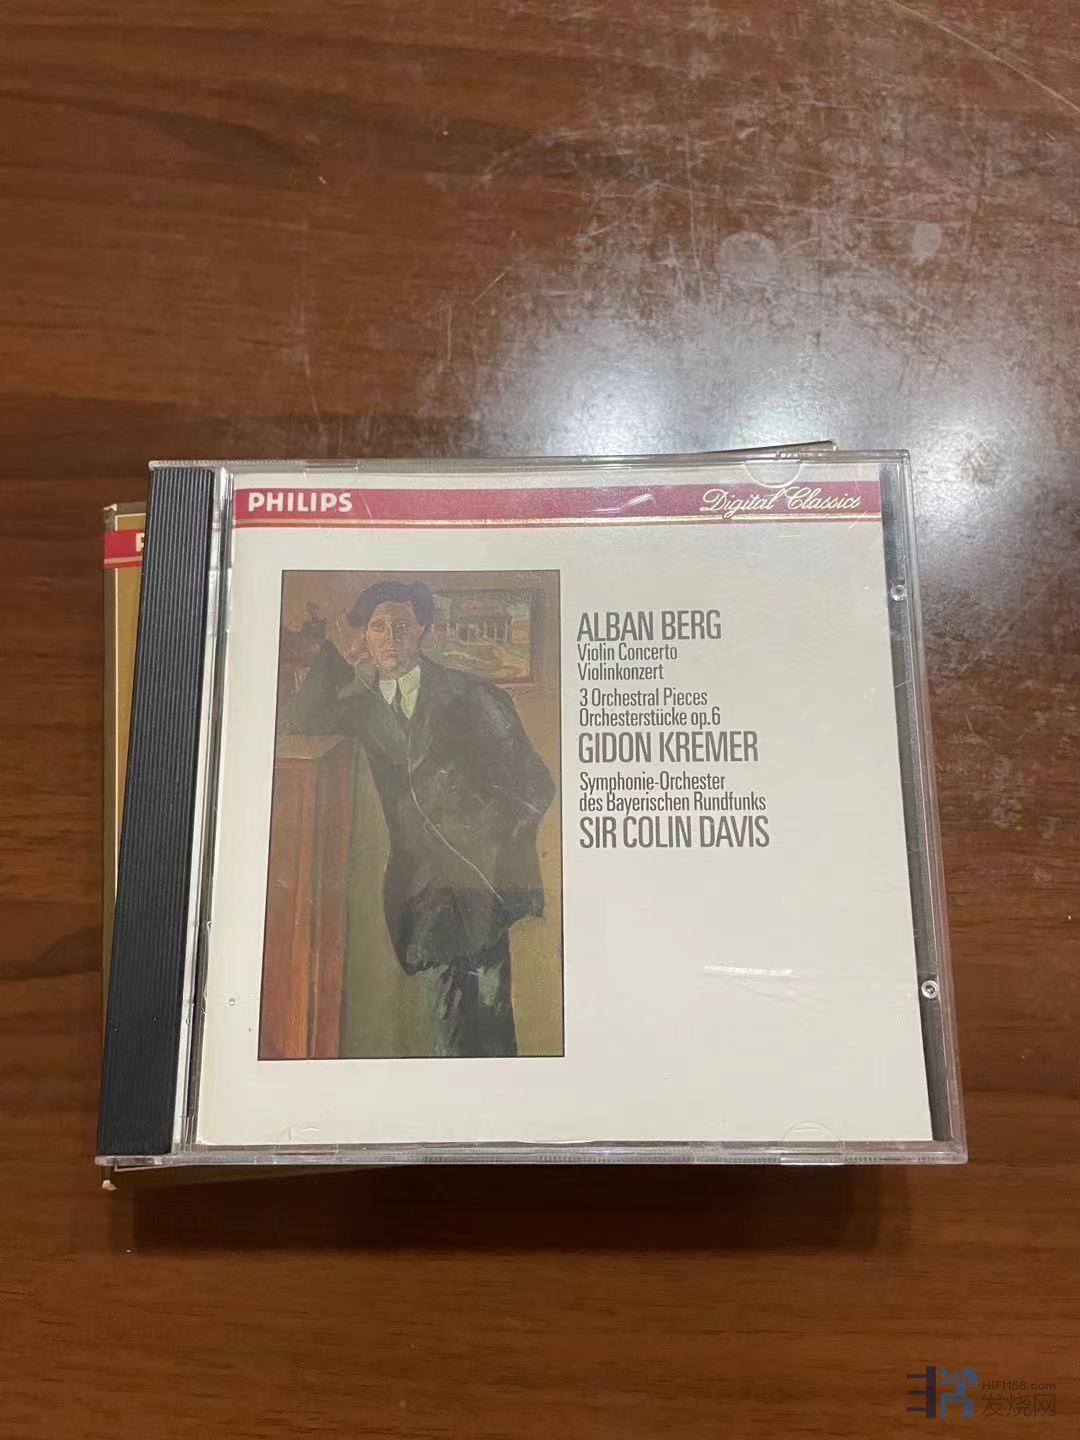 PHILIPS
Digital Classics
ALBAN BERG
Violin Concerto
Violinkonzert
3 Orchestral Pieces
Orchesterstücke op.6
GIDON KREMER
Symphonie-Orchester
des Bayerischen Rundfunks
SIR COLIN DAVIS
P
HIFI168.com
发烧网